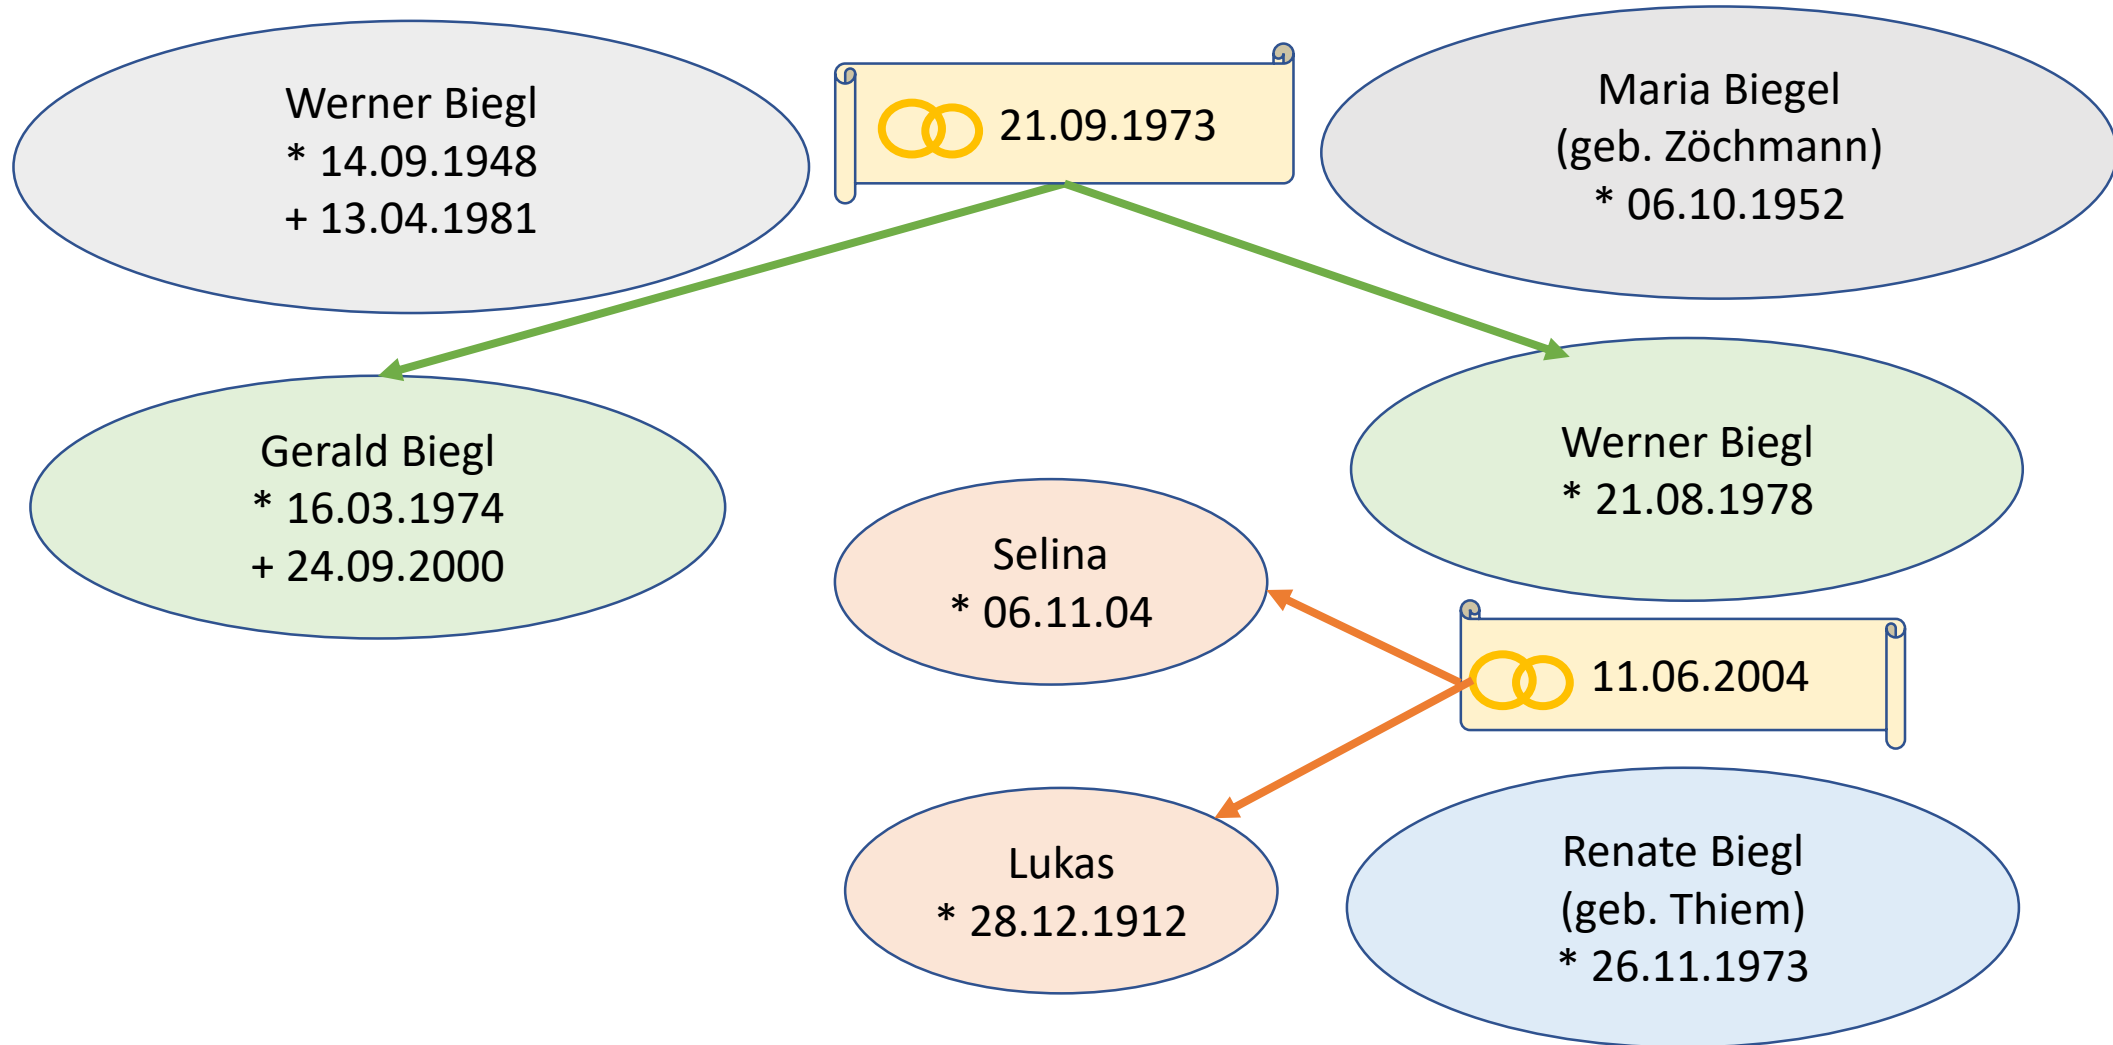 Werner Biegl
* 14.09.1948
+ 13.04.1981
21.09.1973
Maria Biegel
(geb. Zöchmann)
* 06.10.1952
Gerald Biegl
* 16.03.1974
+ 24.09.2000
Werner Biegl
* 21.08.1978
Selina
* 06.11.04
11.06.2004
Lukas
* 28.12.1912
Renate Biegl
(geb. Thiem)
* 26.11.1973